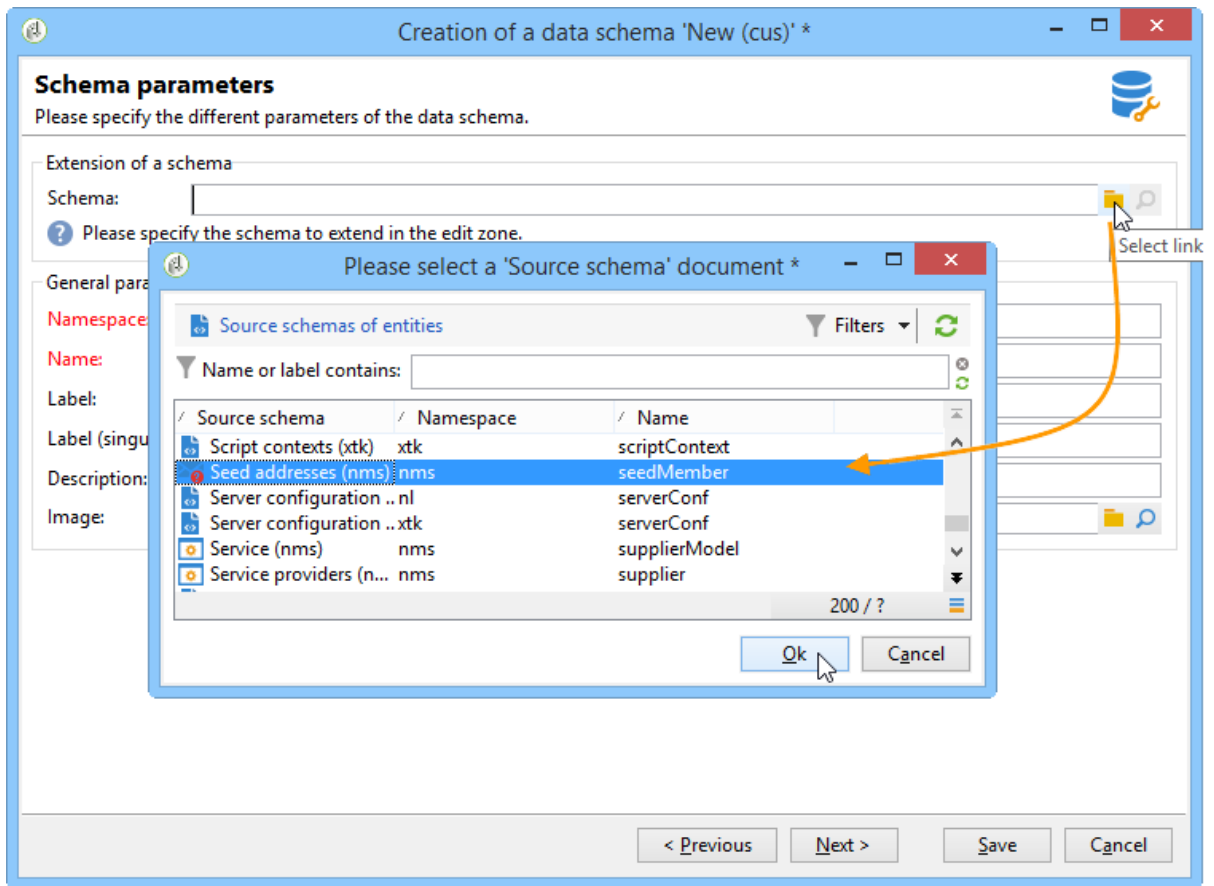 Creation of a data schema 'New (cus)' *
Schema parameters
Please specify the different parameters of the data schema.
Extension of a schema
Schema:
Please specify the schema to extend in the edit zone.
Select link
General para
Namespace:
Name:
Label:
Label (singu
Description:
Image:
Please select a 'Source schema' document *
Source schemas of entities
Filters
Name or label contains:
Source schema Namespace Name
Script contexts (xtk) xtk scriptContext
Seed addresses (nms) nms seedMember
Server configuration .. nl serverConf
Server configuration .. xtk serverConf
Service (nms) nms supplierModel
Service providers (n... nms supplier
200 / ?
Ok Cancel
< Previous Next > Save Cancel